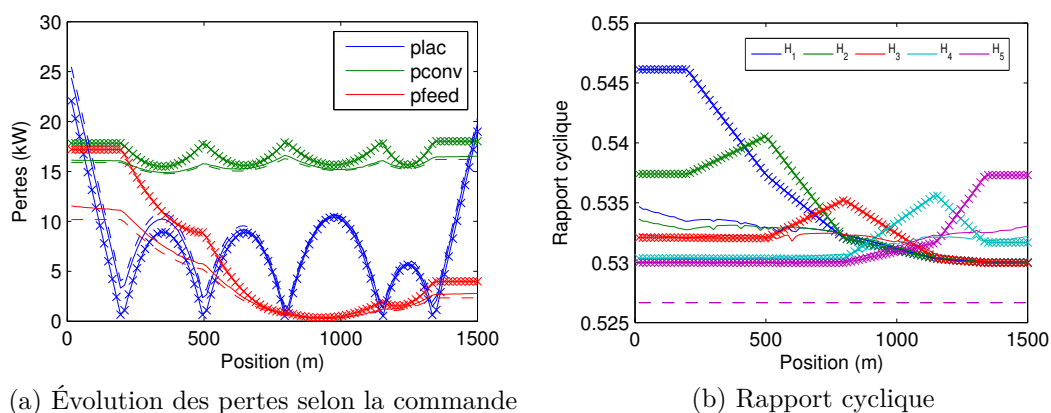 30
25
20
15
10
5
0
Pertes (kW)
plac
pconv
pfeed
0 500 1000 1500
Position (m)
(a) Évolution des pertes selon la commande
0.55
0.545
0.54
0.535
0.53
0.525
Rapport cyclique
H1 H2 H3 H4 H5
0 500 1000 1500
Position (m)
(b) Rapport cyclique